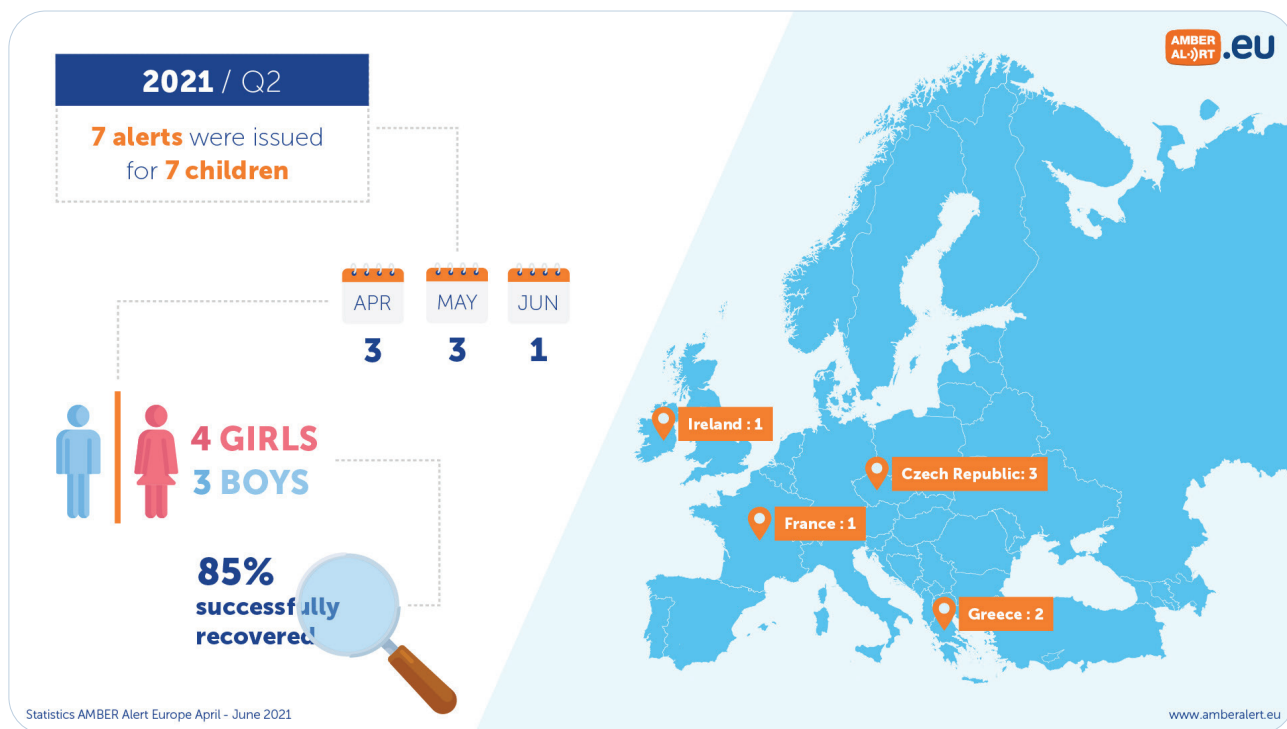 2021 / Q2
7 alerts were issued
for 7 children
APR
MAY
JUN
3
3
1
4 GIRLS
3 BOYS
85%
successfully
recovered
Statistics AMBER Alert Europe April - June 2021
AMBER
AL·))RT
.eu
Ireland : 1
Czech Republic: 3
France : 1
Greece : 2
www.amberalert.eu